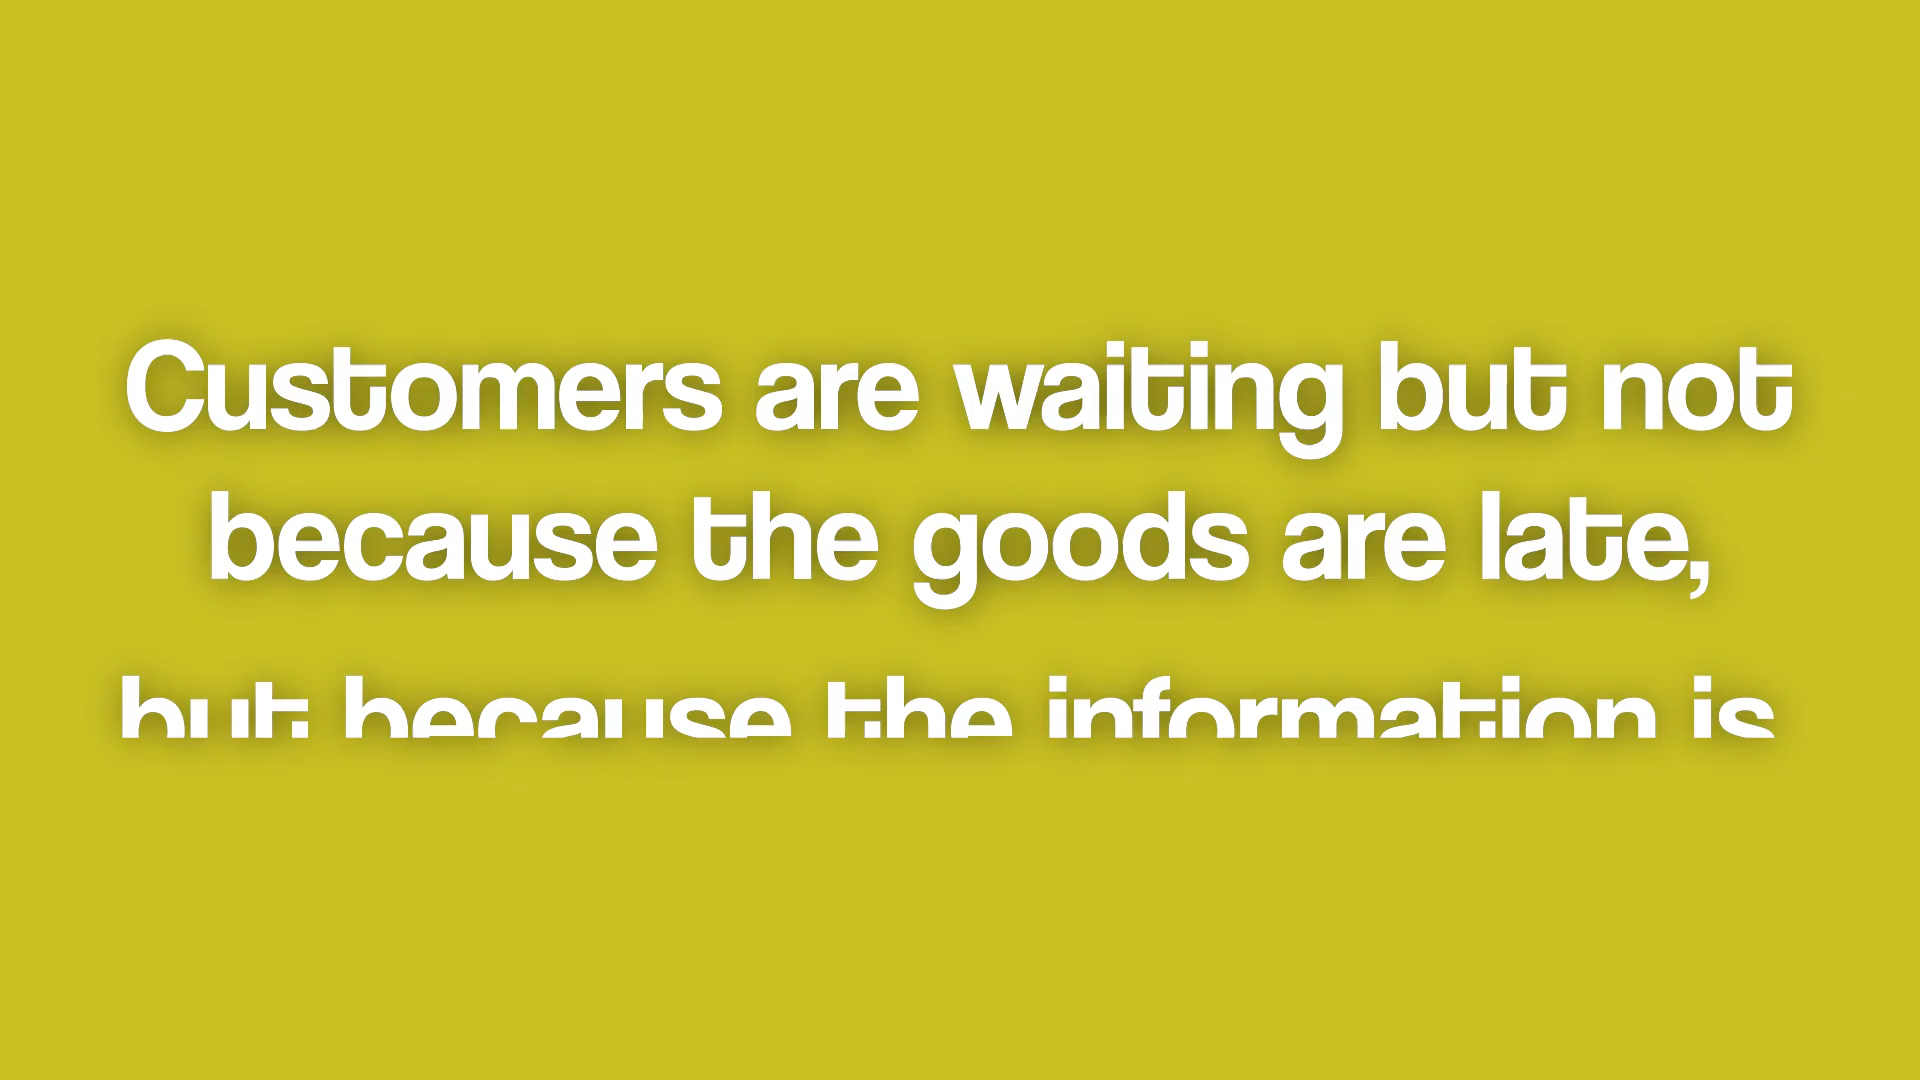 Customers are waiting but not
because the goods are late,
but because the information is